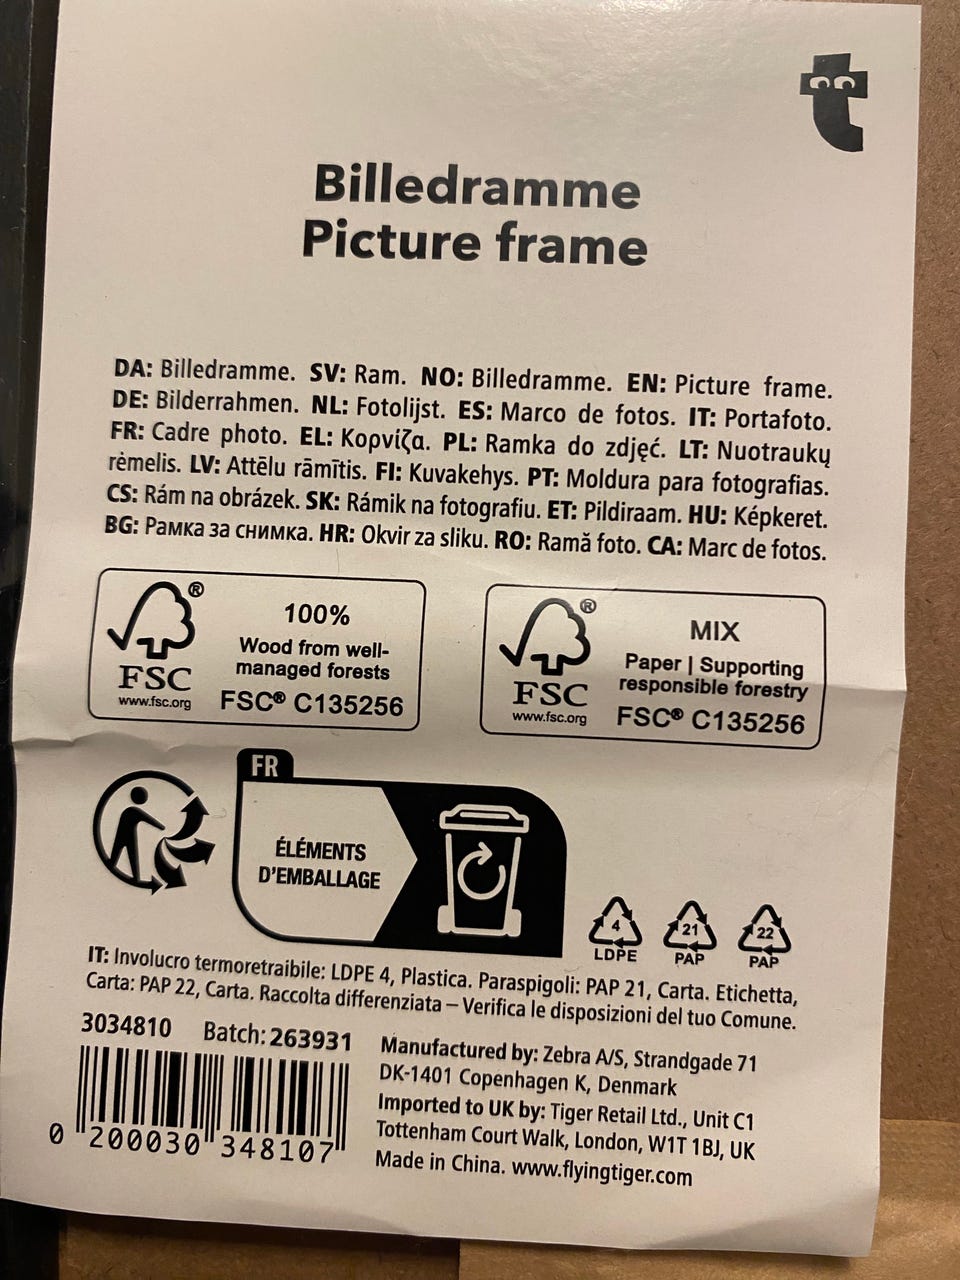 t
Billedramme
Picture frame
DA: Billedramme. SV: Ram. NO: Billedramme. EN: Picture frame.
DE: Bilderrahmen. NL: Fotolijst. ES: Marco de fotos. IT: Portafoto.
FR: Cadre photo. EL: Κορνίζα. PL: Ramka do zdjęć. LT: Nuotraukų
rėmelis. LV: Attēlu rāmītis. FI: Kuvakehys. PT: Moldura para fotografias.
CS: Rám na obrázek. SK: Rámik na fotografiu. ET: Pildiraam. HU: Képkeret.
BG: Рамка за снимка. HR: Okvir za sliku. RO: Ramă foto. CA: Marc de fotos.
®
FSC
www.fsc.org
100%
Wood from well-
managed forests
FSC® C135256
®
FSC
www.fsc.org
MIX
Paper | Supporting
responsible forestry
FSC® C135256
FR
ÉLÉMENTS
D'EMBALLAGE
4
LDPE
21
PAP
22
PAP
IT: Involucro termoretraibile: LDPE 4, Plastica. Paraspigoli: PAP 21, Carta. Etichetta,
Carta: PAP 22, Carta. Raccolta differenziata – Verifica le disposizioni del tuo Comune.
3034810 Batch: 263931
0 200030 348107
Manufactured by: Zebra A/S, Strandgade 71
DK-1401 Copenhagen K, Denmark
Imported to UK by: Tiger Retail Ltd., Unit C1
Tottenham Court Walk, London, W1T 1BJ, UK
Made in China. www.flyingtiger.com